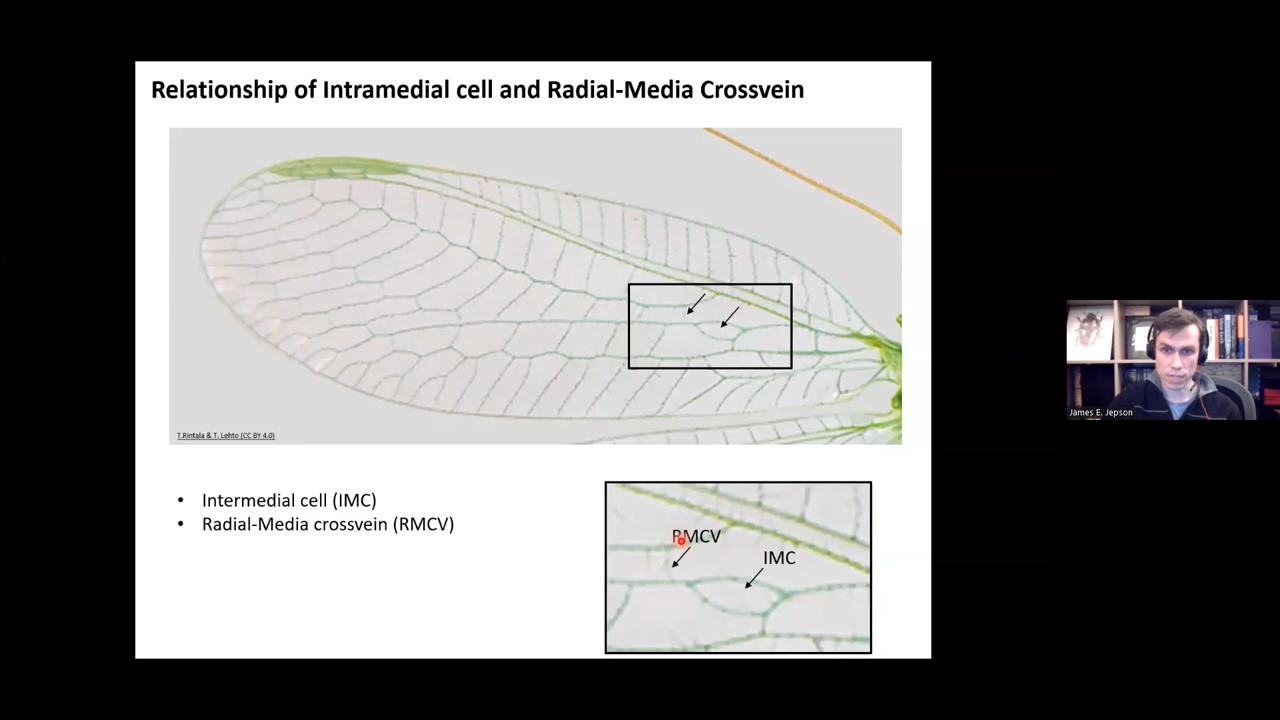 Relationship of Intramedial cell and Radial-Media Crossvein
T.Rintala & T. Lehto (CC BY 4.0)
• Intermedial cell (IMC)
• Radial-Media crossvein (RMCV)
RMCV
IMC
James E. Jepson